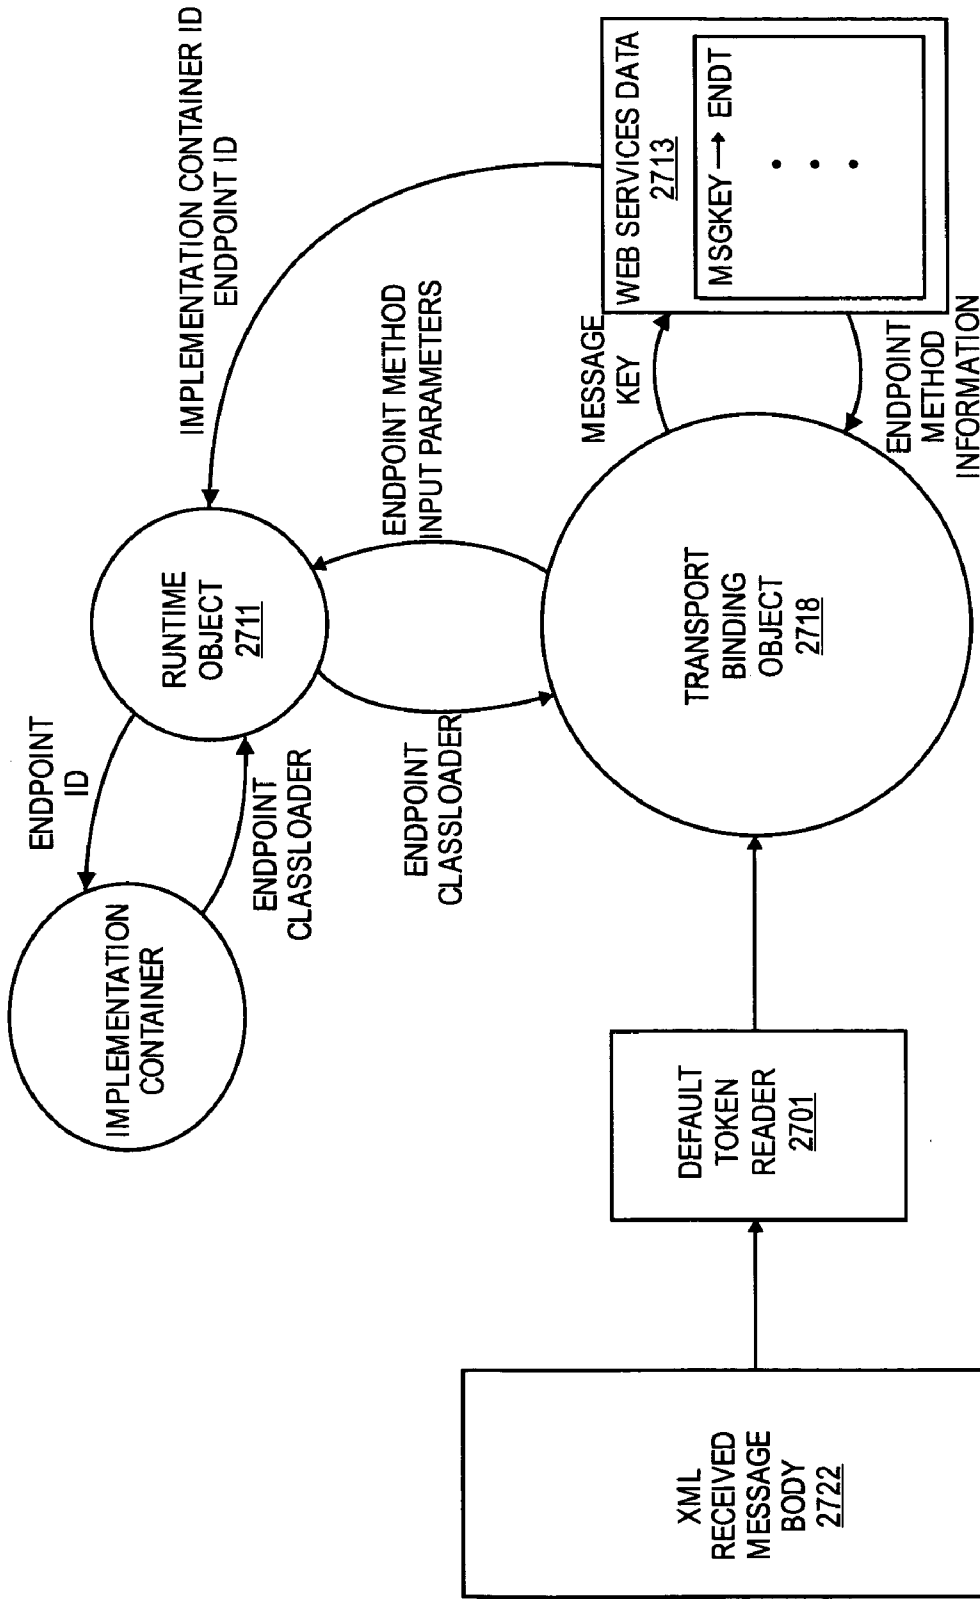 IMPLEMENTATION
CONTAINER
ENDPOINT
ID
ENDPOINT
CLASSLOADER
RUNTIME
OBJECT
2711
IMPLEMENTATION CONTAINER ID
ENDPOINT ID
ENDPOINT CLASSLOADER
ENDPOINT METHOD
INPUT PARAMETERS
XML
RECEIVED
MESSAGE
BODY
2722
DEFAULT
TOKEN
READER
2701
TRANSPORT
BINDING
OBJECT
2718
MESSAGE
KEY
ENDPOINT
METHOD
INFORMATION
WEB SERVICES DATA
2713
MSGKEY → ENDT